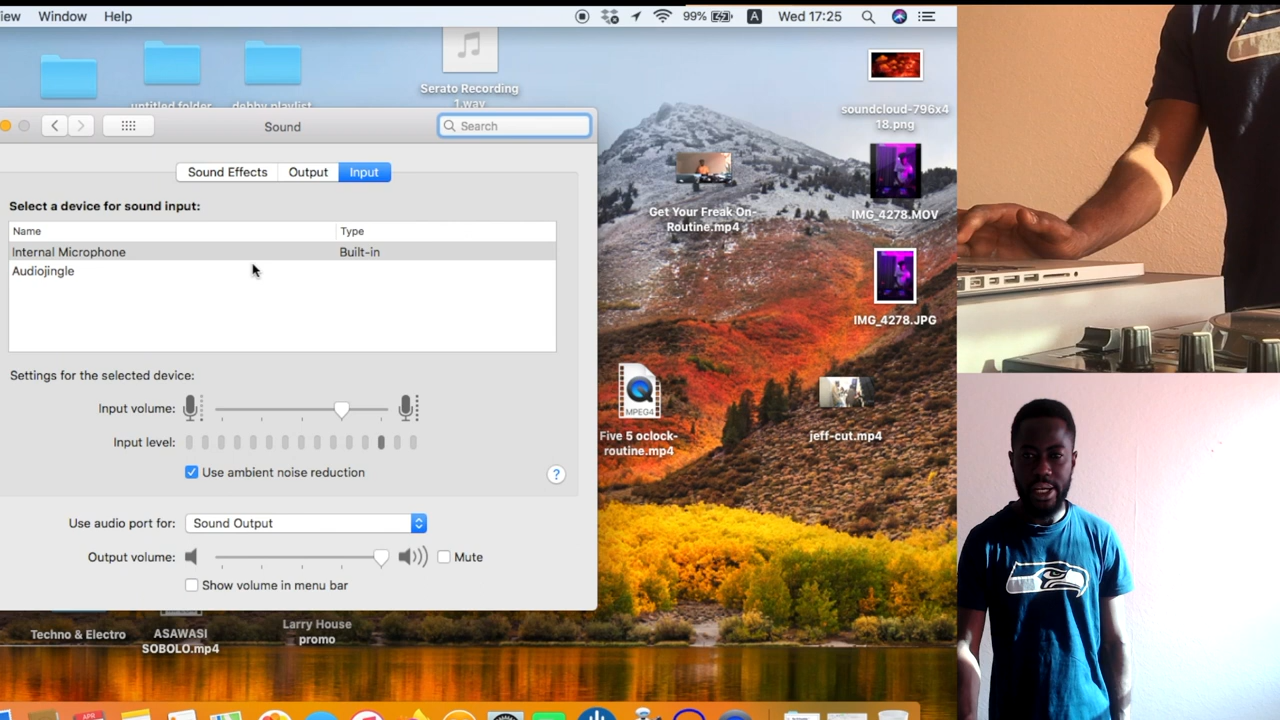 iew Window Help 99% A Wed 17:25
untitled folder
debby playlist
Serato Recording
1.wav
soundcloud-796x4
18.png
Sound
Search
Sound Effects Output Input
Select a device for sound input:
Name Type
Internal Microphone Built-in
Audiojingle
Settings for the selected device:
Input volume:
Input level:
Use ambient noise reduction
?
Use audio port for: Sound Output
Output volume: Mute
Show volume in menu bar
Get Your Freak On-
Routine.mp4
IMG_4278.MOV
IMG_4278.JPG
MPEG4
Five 5 oclock-
routine.mp4
jeff-cut.mp4
Techno & Electro
ASAWASI
SOBOLO.mp4
Larry House
promo
APR